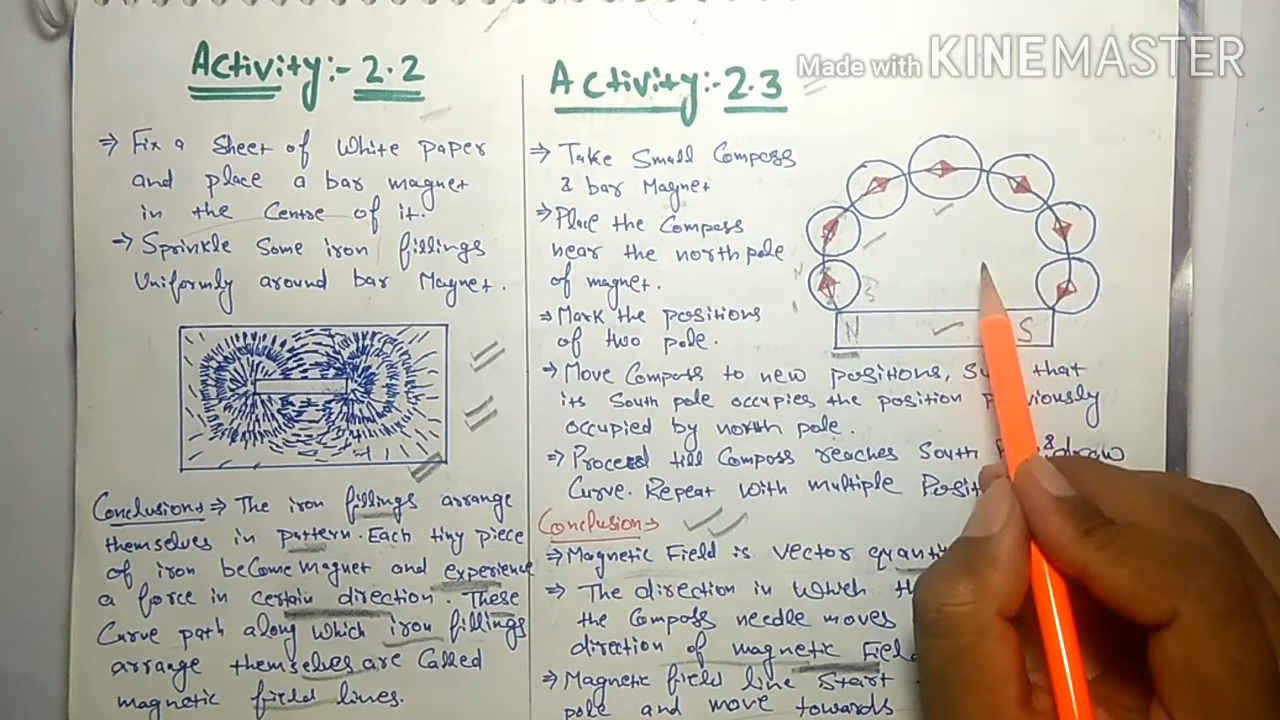 Made with KINEMASTER
Activity:- 2.2
⇒ Fix a Sheet of White paper
and place a bar magnet
in the Centre of it.
⇒ Sprinkle Some iron fillings
Uniformly around bar Magnet.
Conclusion ⇒ The iron fillings arrange
themselves in pattern. Each tiny piece
of iron become magnet and experience
a force in certain direction. These
Curve path along which iron fillings
arrange themselves are Called
magnetic field lines.
Activity:- 2.3
⇒ Take Small Compass
& bar Magnet
⇒ Place the Compass
near the north pole
of magnet.
⇒ Mark the positions
of two pole.
N S
N S
⇒ Move Compass to new positions, that
its South pole occupies the position
occupied by north pole.
⇒ Proceed till Compass reaches South & draw
Curve. Repeat with multiple
Conclusion →
⇒ Magnetic Field is vector
⇒ The direction in which
the Compass needle moves
direction of magnetic
⇒ Magnetic field line Start
pole and move towards